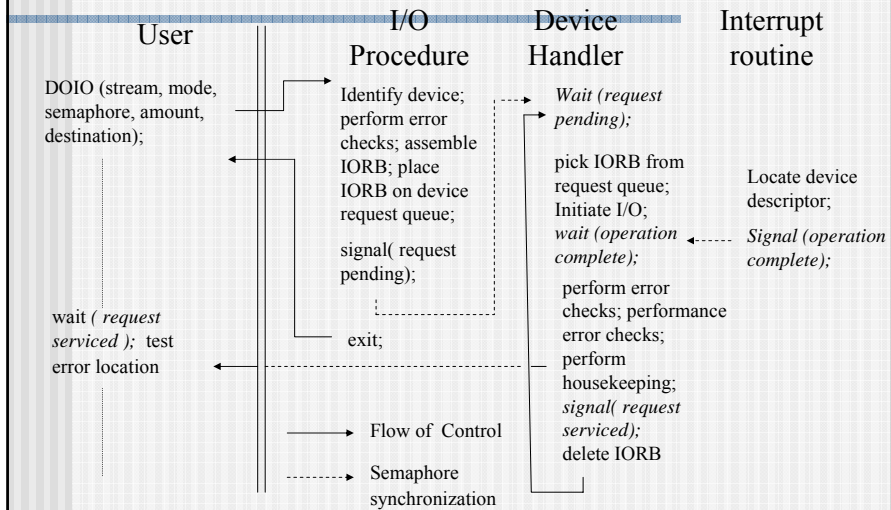 User
I/O
Procedure
Device
Handler
Interrupt
routine
DOIO (stream, mode,
semaphore, amount,
destination);
wait ( request
serviced ); test
error location
Identify device;
perform error
checks; assemble
IORB; place
IORB on device
request queue;
signal( request
pending);
exit;
Wait (request
pending);
pick IORB from
request queue;
Initiate I/O;
wait (operation
complete);
perform error
checks; performance
error checks;
perform
housekeeping;
signal( request
serviced);
delete IORB
Locate device
descriptor;
Signal (operation
complete);
Flow of Control
Semaphore
synchronization